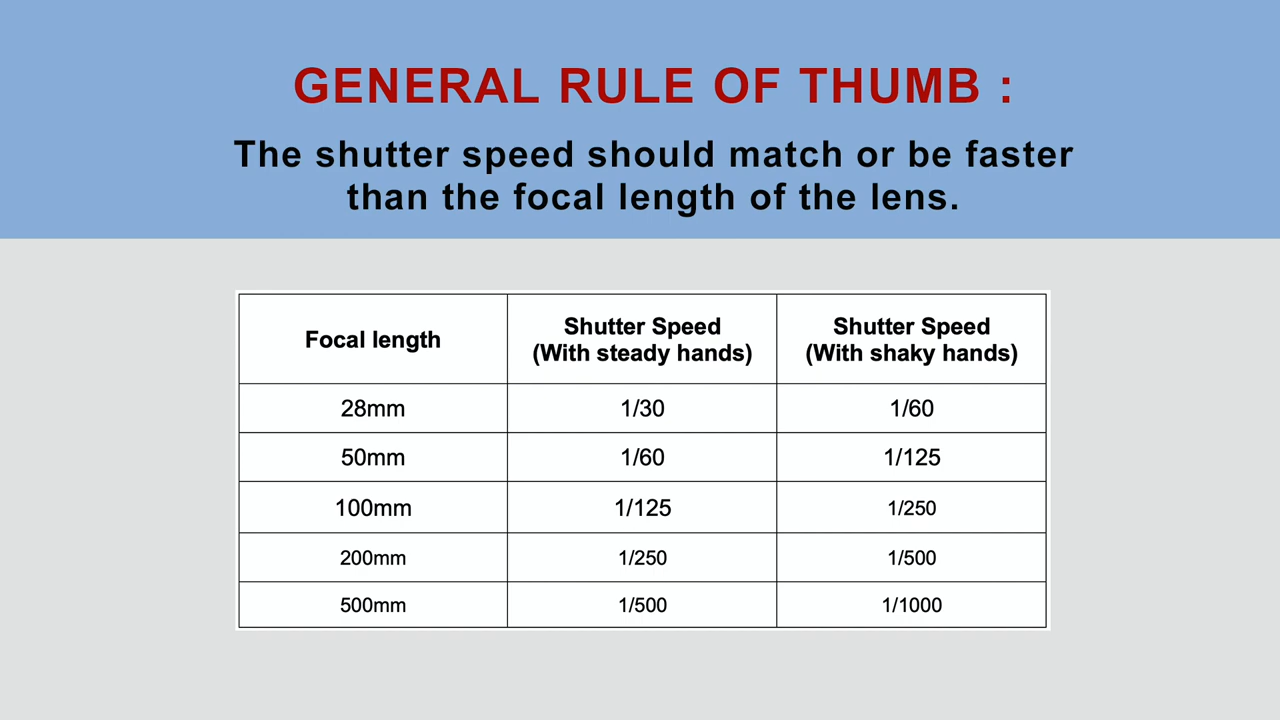 GENERAL RULE OF THUMB :
The shutter speed should match or be faster
than the focal length of the lens.
Focal length
Shutter Speed
(With steady hands)
Shutter Speed
(With shaky hands)
28mm 1/30 1/60
50mm 1/60 1/125
100mm 1/125 1/250
200mm 1/250 1/500
500mm 1/500 1/1000